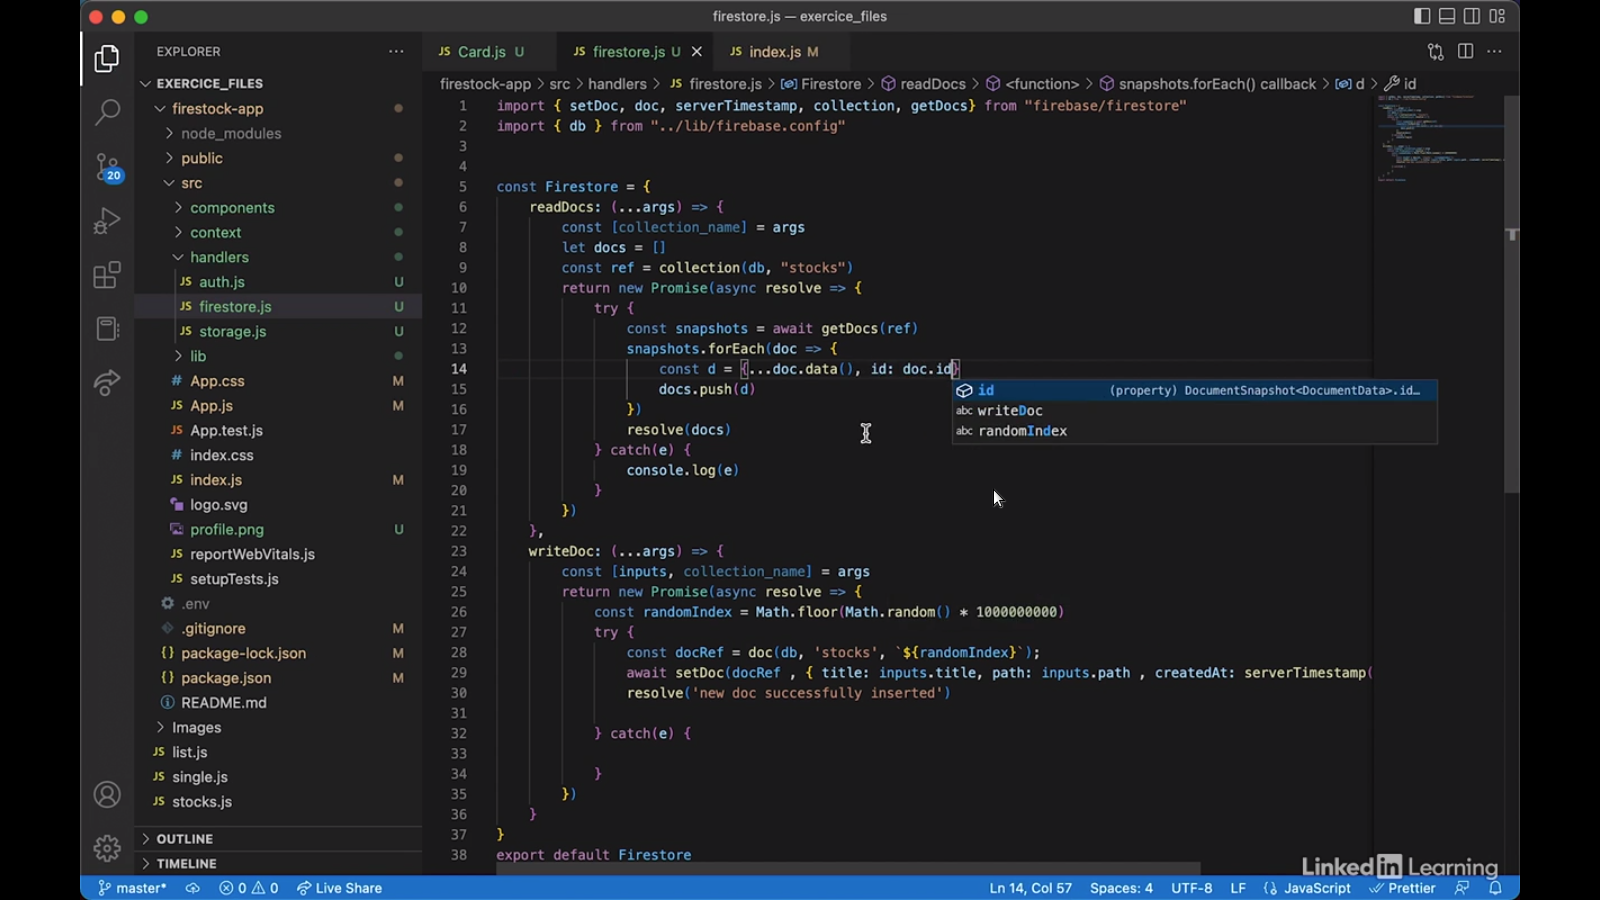 firestore.js — exercice_files
EXPLORER
Card.js U
firestore.js U
index.js M
firestock-app > src > handlers > JS firestore.js > Firestore > readDocs > <function> > snapshots.forEach() callback > d > id
EXERCICE_FILES
firestock-app
node_modules
public
src
components
context
handlers
JS auth.js U
JS firestore.js U
JS storage.js U
lib
# App.css M
JS App.js M
JS App.test.js
# index.css
JS index.js M
logo.svg
profile.png U
JS reportWebVitals.js
JS setupTests.js
.env
.gitignore M
{} package-lock.json M
{} package.json M
README.md
Images
JS list.js
JS single.js
JS stocks.js
OUTLINE
TIMELINE
20
1 import { setDoc, doc, serverTimestamp, collection, getDocs} from "firebase/firestore"
2 import { db } from "../lib/firebase.config"
3
4
5 const Firestore = {
6 readDocs: (...args) => {
7 const [collection_name] = args
8 let docs = []
9 const ref = collection(db, "stocks")
10 return new Promise(async resolve => {
11 try {
12 const snapshots = await getDocs(ref)
13 snapshots.forEach(doc => {
14 const d = {...doc.data(), id: doc.id}
15 docs.push(d)
16 })
17 resolve(docs)
18 } catch(e) {
19 console.log(e)
20 }
21 })
22 },
23 writeDoc: (...args) => {
24 const [inputs, collection_name] = args
25 return new Promise(async resolve => {
26 const randomIndex = Math.floor(Math.random() * 1000000000)
27 try {
28 const docRef = doc(db, 'stocks', `${randomIndex}`);
29 await setDoc(docRef , { title: inputs.title, path: inputs.path , createdAt: serverTimestamp(
30 resolve('new doc successfully inserted')
31
32 } catch(e) {
33
34 }
35 })
36 }
37 }
38 export default Firestore
id (property) DocumentSnapshot<DocumentData>.id…
abc writeDoc
abc randomIndex
LinkedIn Learning
master* 0 0 Live Share
Ln 14, Col 57 Spaces: 4 UTF-8 LF {} JavaScript Prettier